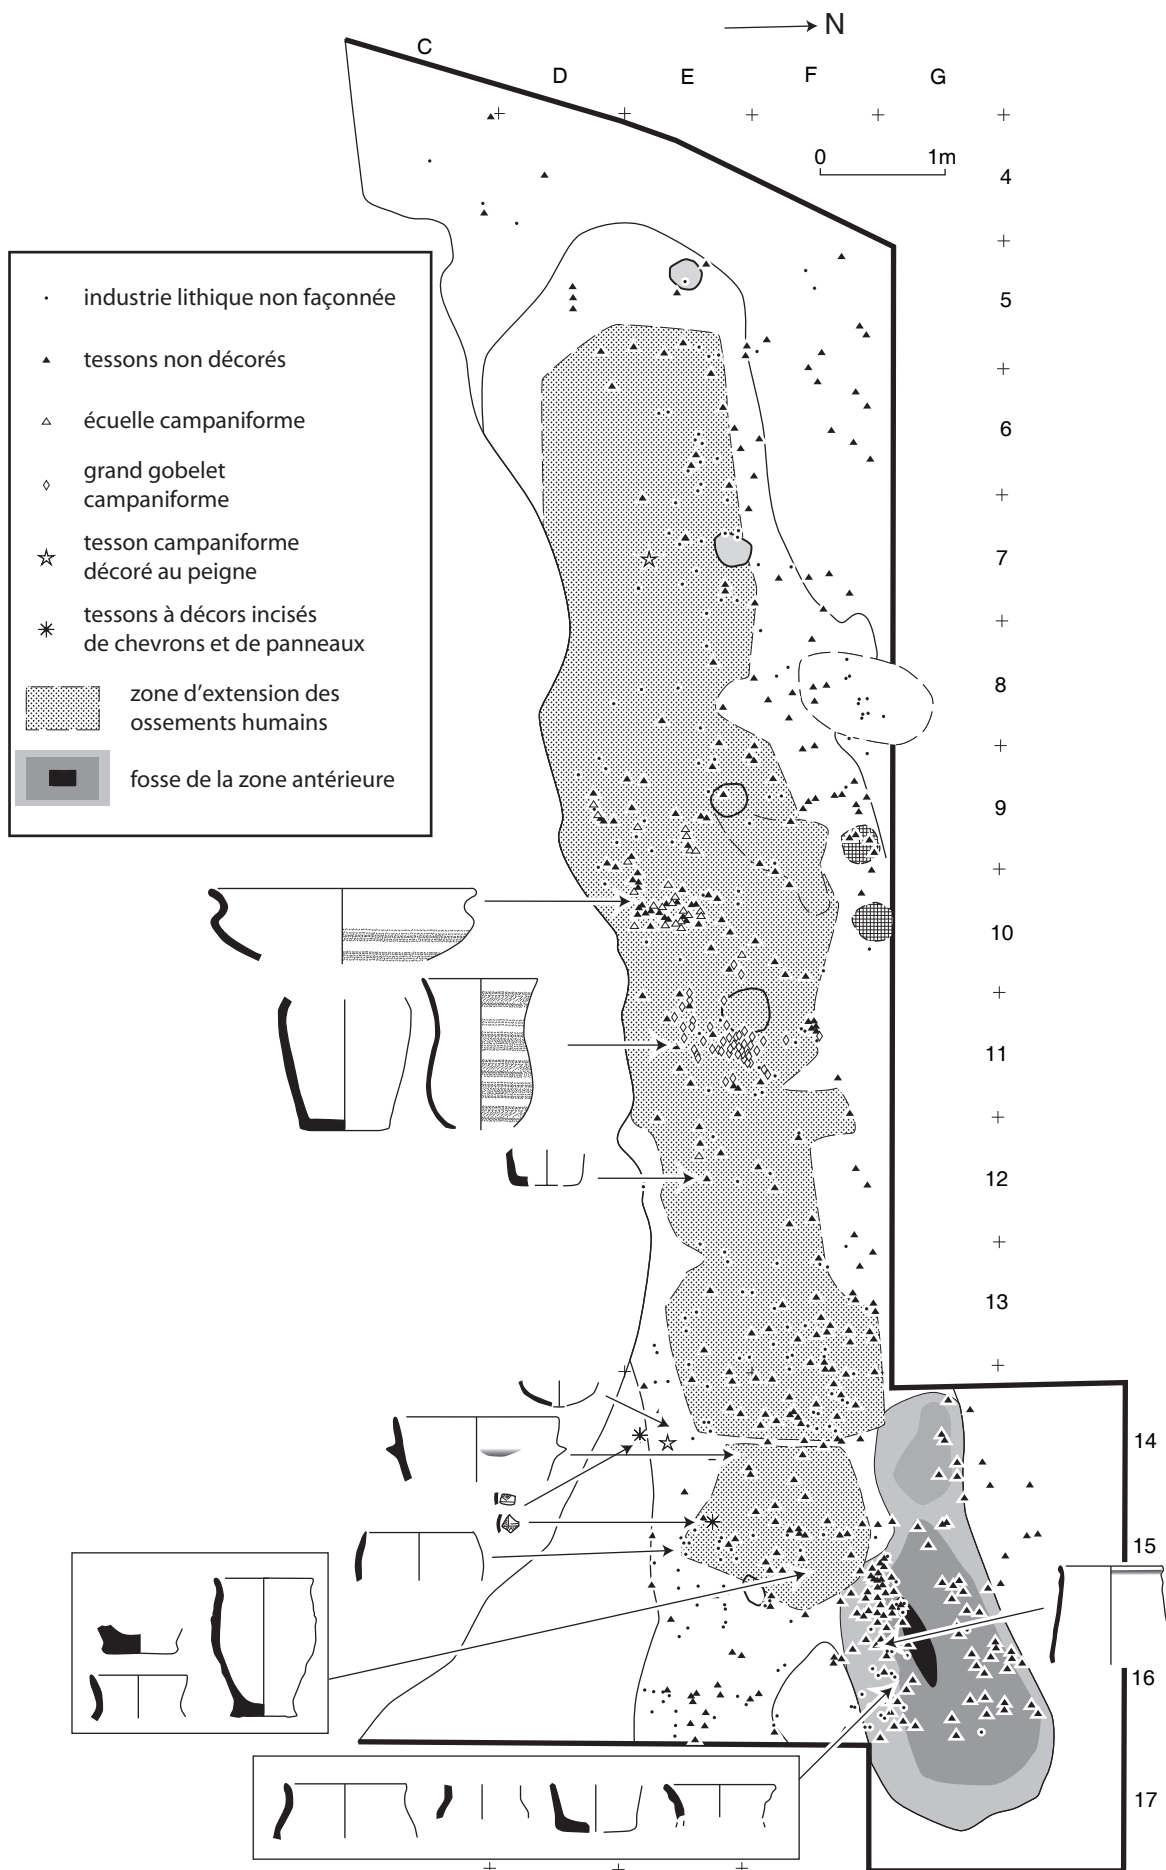 N
C
D
E
F
G
0 1m
4
5
6
7
8
9
10
11
12
13
14
15
16
17
industrie lithique non façonnée
tessons non décorés
écuelle campaniforme
grand gobelet
campaniforme
tesson campaniforme
décoré au peigne
tessons à décors incisés
de chevrons et de panneaux
zone d'extension des
ossements humains
fosse de la zone antérieure